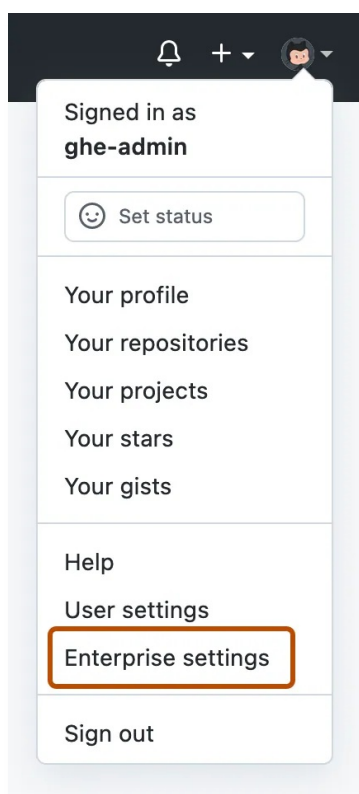 Signed in as
ghe-admin
Set status
Your profile
Your repositories
Your projects
Your stars
Your gists
Help
User settings
Enterprise settings
Sign out